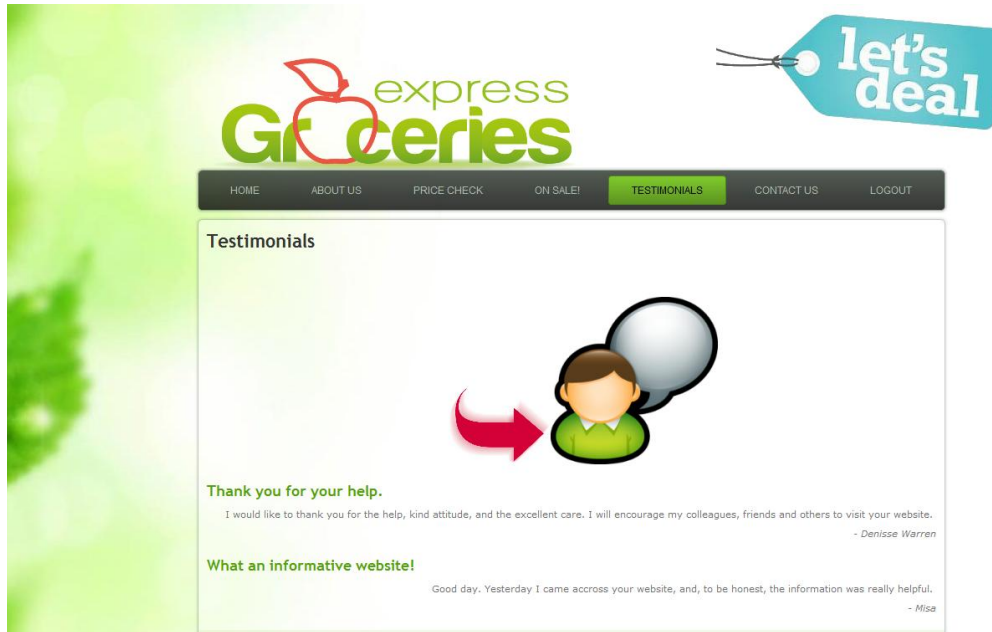 let's
deal
express
Groceries
HOME ABOUT US PRICE CHECK ON SALE! TESTIMONIALS CONTACT US LOGOUT
Testimonials
Thank you for your help.
I would like to thank you for the help, kind attitude, and the excellent care. I will encourage my colleagues, friends and others to visit your website.
- Denisse Warren
What an informative website!
Good day. Yesterday I came accross your website, and, to be honest, the information was really helpful.
- Misa